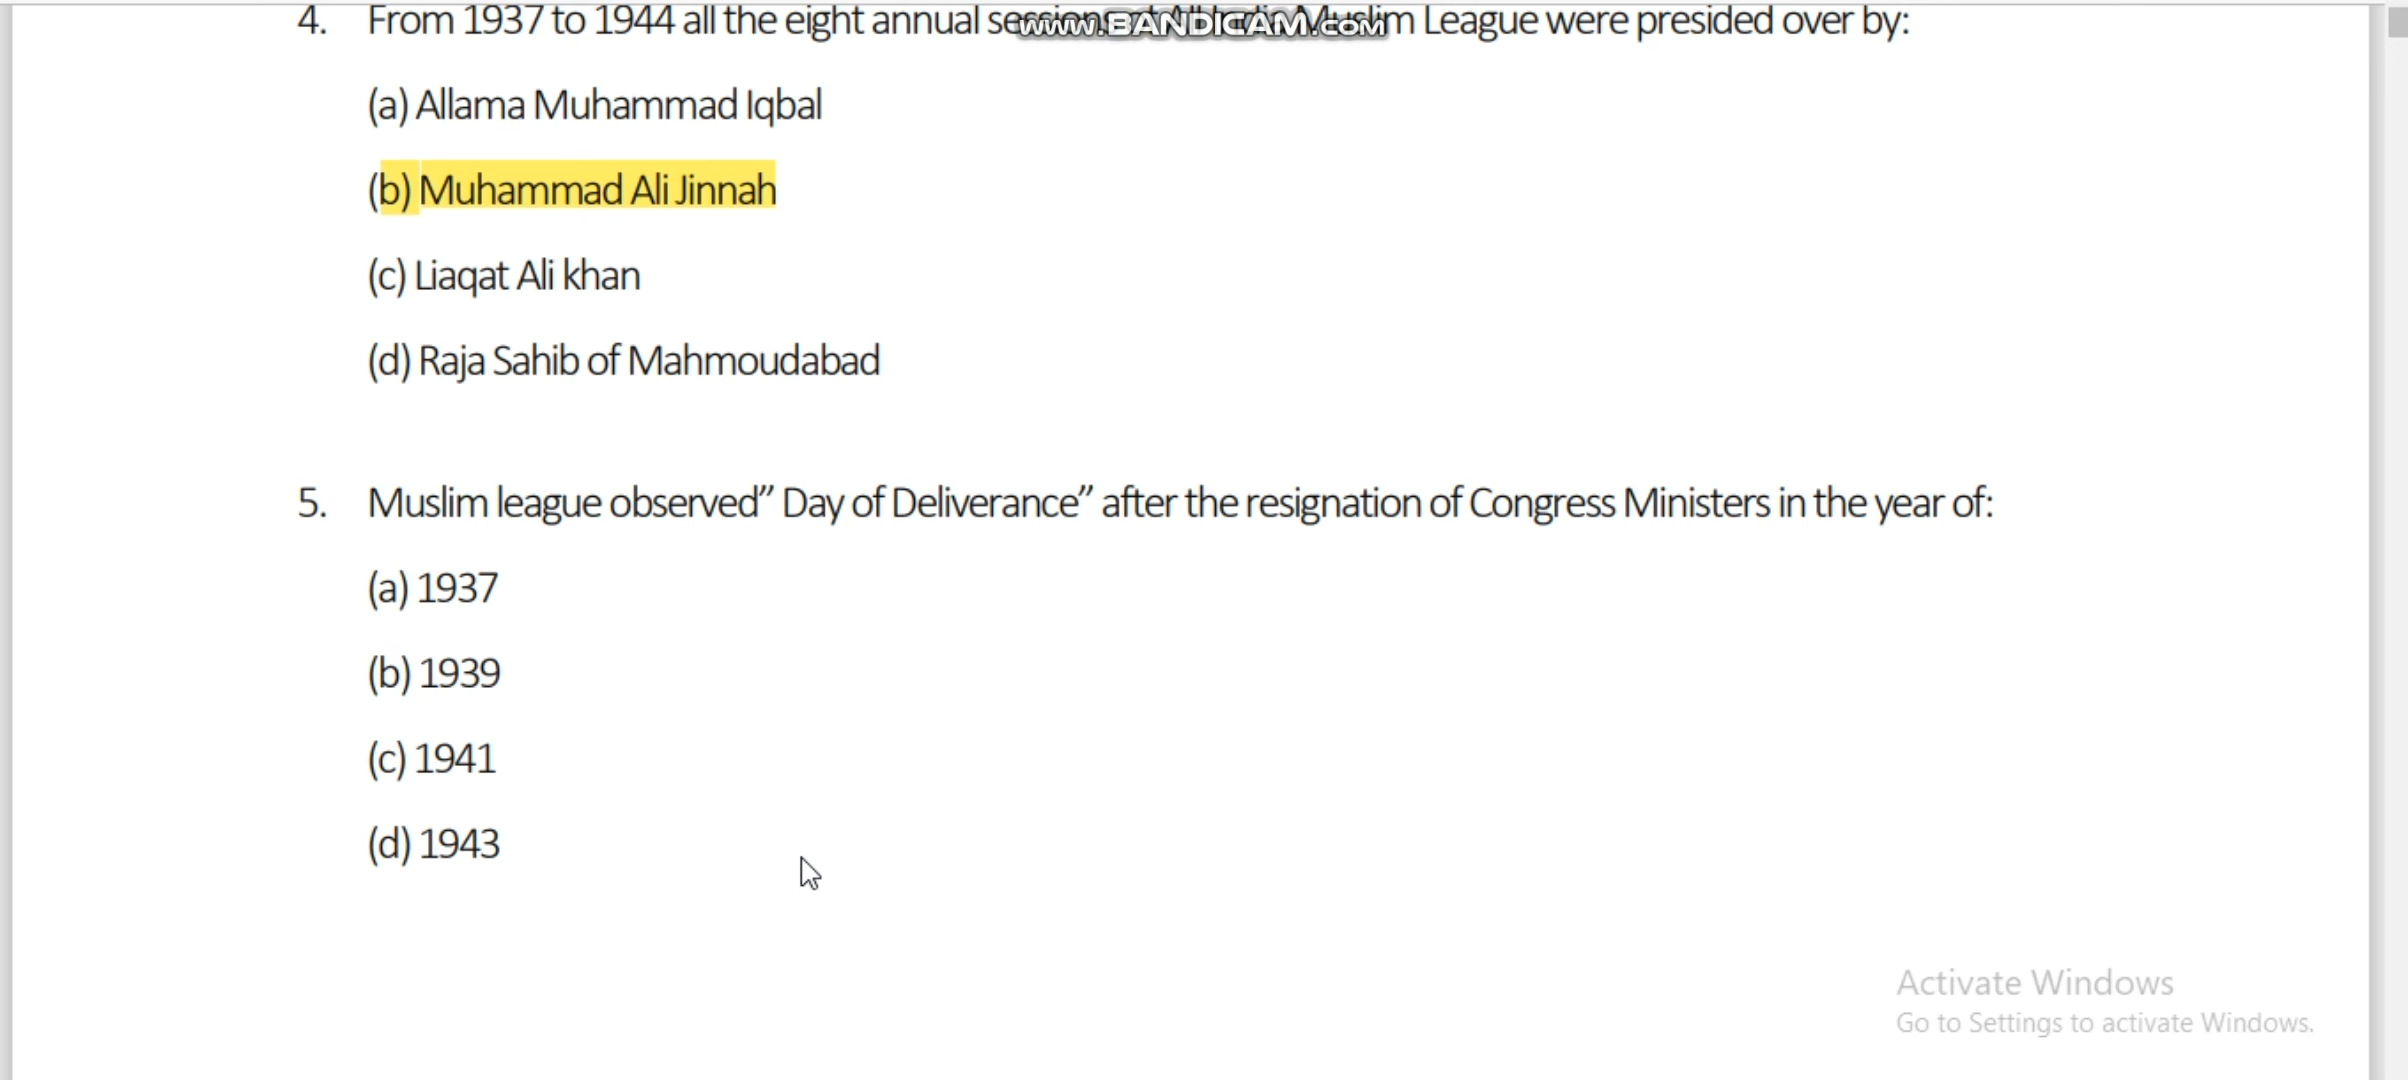 4. From 1937 to 1944 all the eight annual Muslim League were presided over by:
www.BANDICAM.COM
(a) Allama Muhammad Iqbal
(b) Muhammad Ali Jinnah
(c) Liaqat Ali khan
(d) Raja Sahib of Mahmoudabad
5. Muslim league observed” Day of Deliverance” after the resignation of Congress Ministers in the year of:
(a) 1937
(b) 1939
(c) 1941
(d) 1943
Activate Windows
Go to Settings to activate Windows.